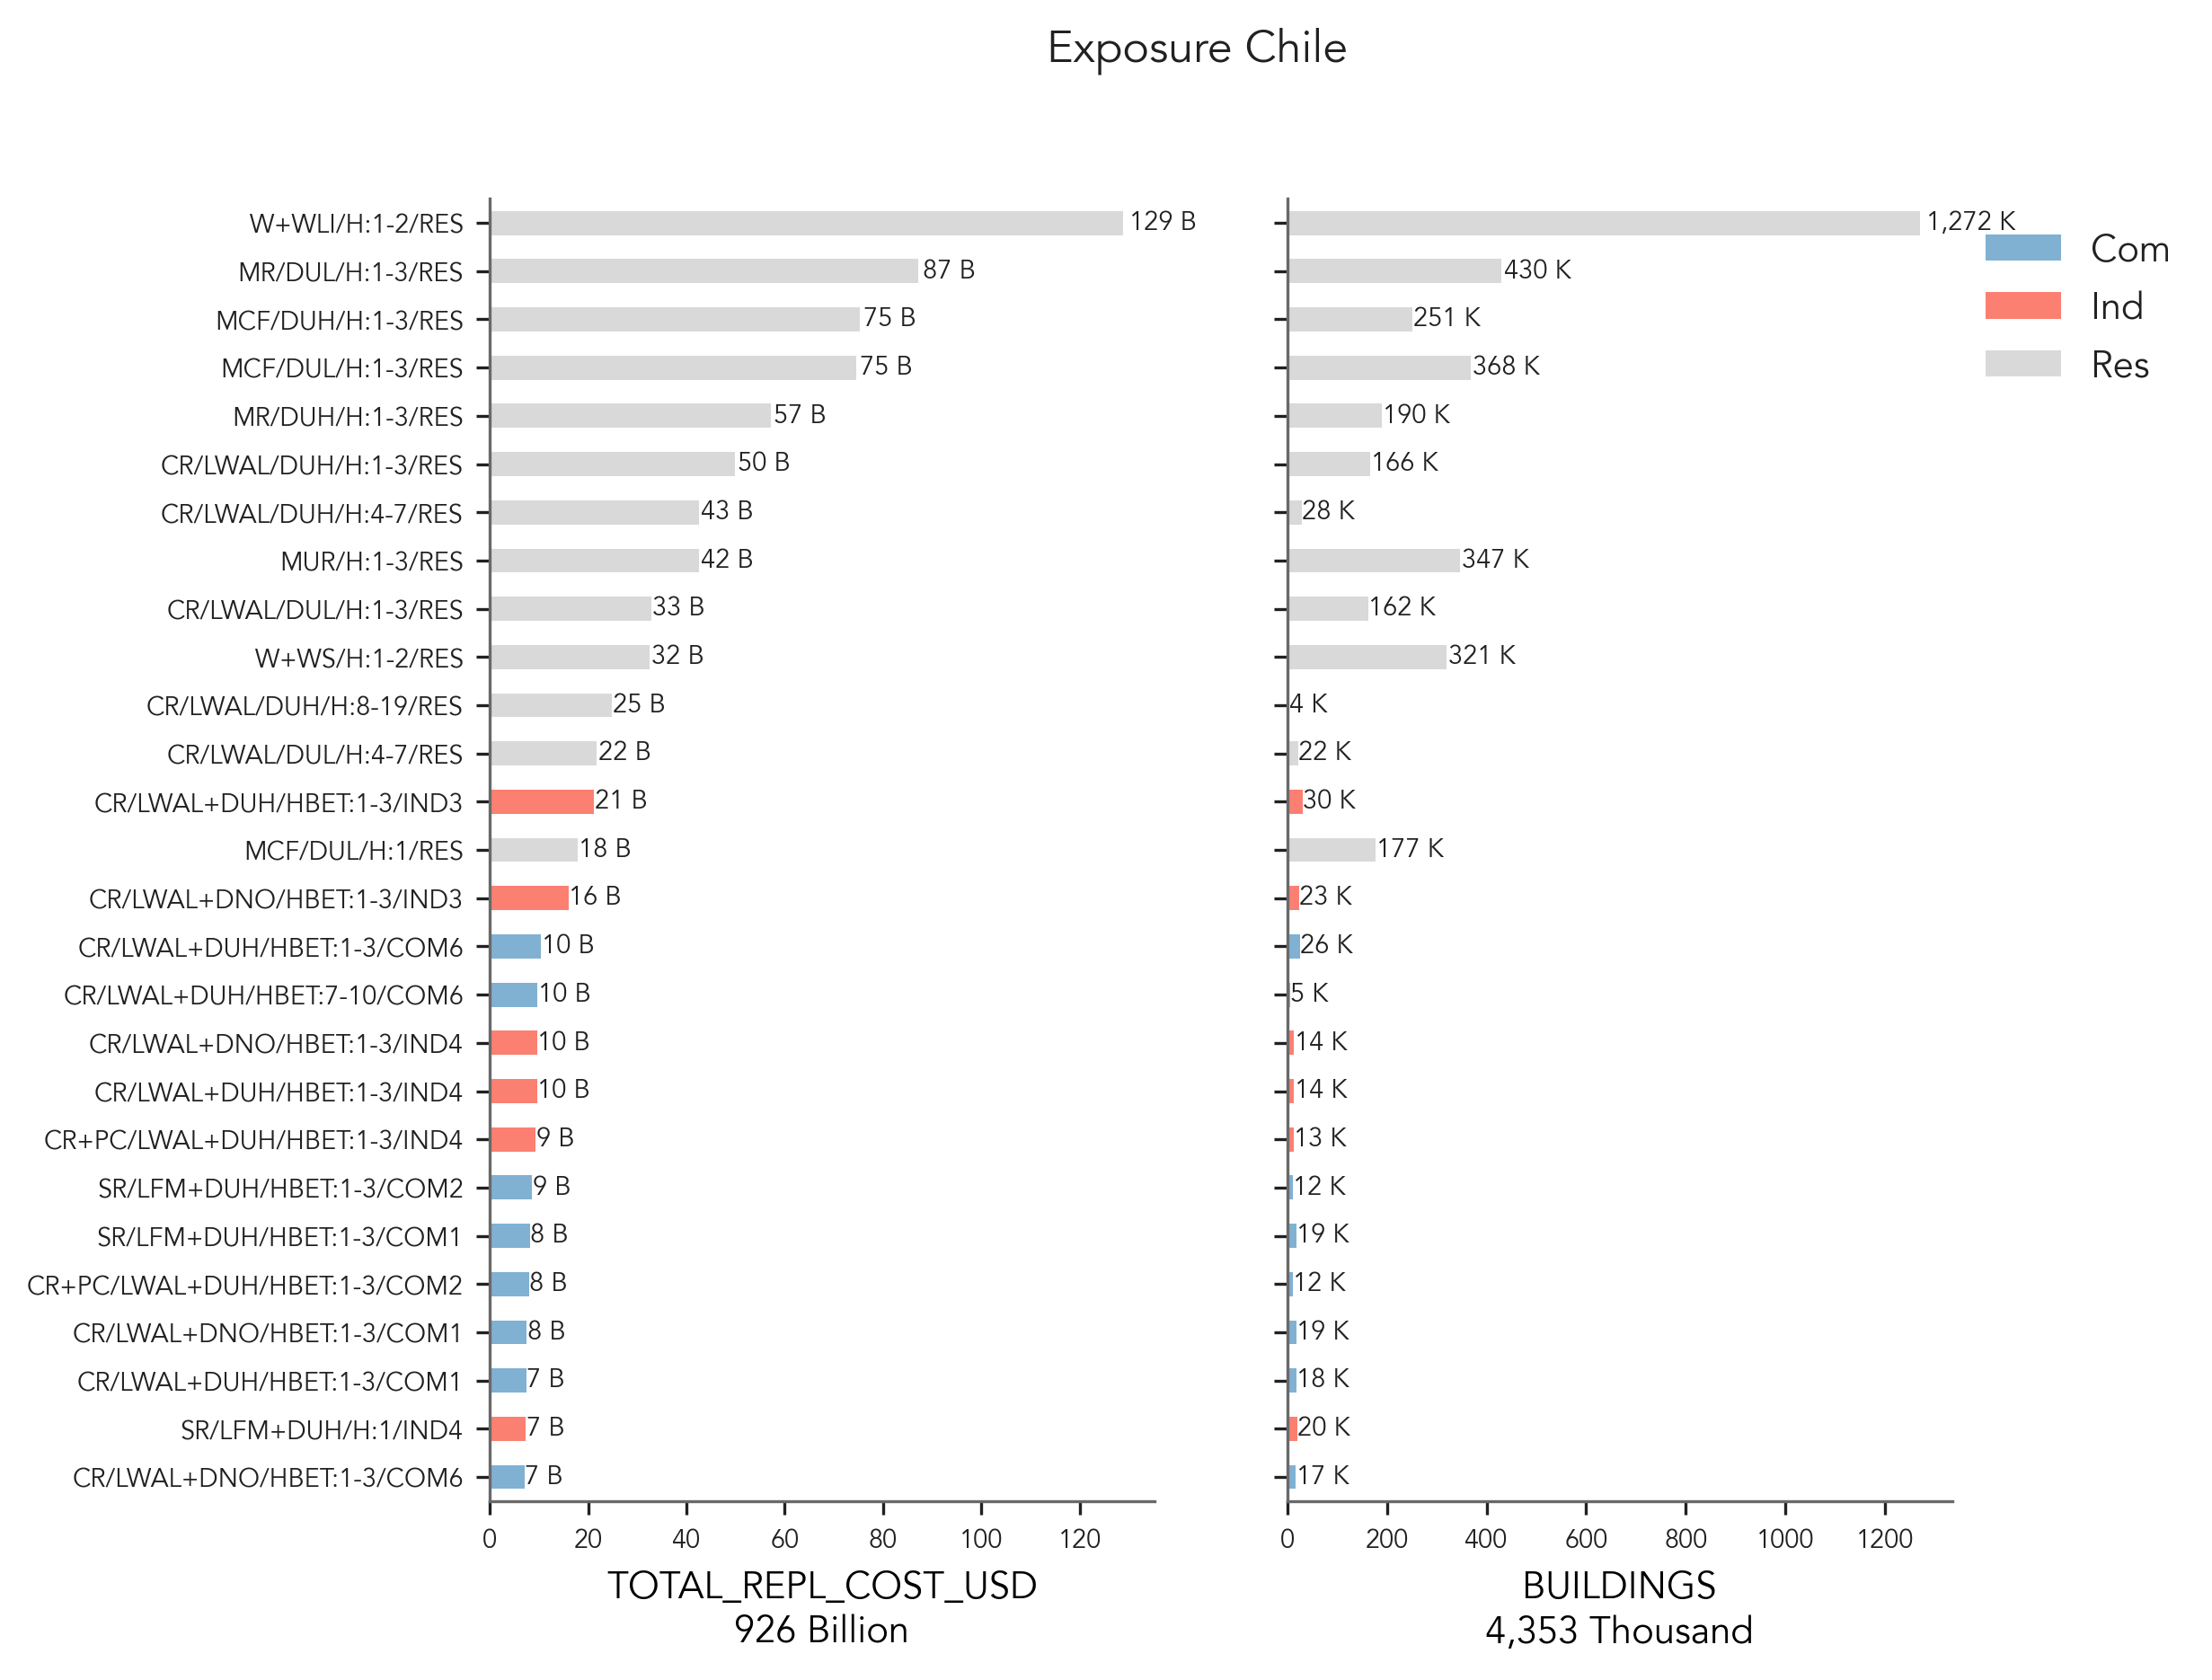 Exposure Chile
W+WLI/H:1-2/RES 129 B 1,272 K
MR/DUL/H:1-3/RES 87 B 430 K
MCF/DUH/H:1-3/RES 75 B 251 K
MCF/DUL/H:1-3/RES 75 B 368 K
MR/DUH/H:1-3/RES 57 B 190 K
CR/LWAL/DUH/H:1-3/RES 50 B 166 K
CR/LWAL/DUH/H:4-7/RES 43 B 28 K
MUR/H:1-3/RES 42 B 347 K
CR/LWAL/DUL/H:1-3/RES 33 B 162 K
W+WS/H:1-2/RES 32 B 321 K
CR/LWAL/DUH/H:8-19/RES 25 B 4 K
CR/LWAL/DUL/H:4-7/RES 22 B 22 K
CR/LWAL+DUH/HBET:1-3/IND3 21 B 30 K
MCF/DUL/H:1/RES 18 B 177 K
CR/LWAL+DNO/HBET:1-3/IND3 16 B 23 K
CR/LWAL+DUH/HBET:1-3/COM6 10 B 26 K
CR/LWAL+DUH/HBET:7-10/COM6 10 B 5 K
CR/LWAL+DNO/HBET:1-3/IND4 10 B 14 K
CR/LWAL+DUH/HBET:1-3/IND4 10 B 14 K
CR+PC/LWAL+DUH/HBET:1-3/IND4 9 B 13 K
SR/LFM+DUH/HBET:1-3/COM2 9 B 12 K
SR/LFM+DUH/HBET:1-3/COM1 8 B 19 K
CR+PC/LWAL+DUH/HBET:1-3/COM2 8 B 12 K
CR/LWAL+DNO/HBET:1-3/COM1 8 B 19 K
CR/LWAL+DUH/HBET:1-3/COM1 7 B 18 K
SR/LFM+DUH/H:1/IND4 7 B 20 K
CR/LWAL+DNO/HBET:1-3/COM6 7 B 17 K
0 20 40 60 80 100 120
TOTAL_REPL_COST_USD
926 Billion
0 200 400 600 800 1000 1200
BUILDINGS
4,353 Thousand
Com
Ind
Res